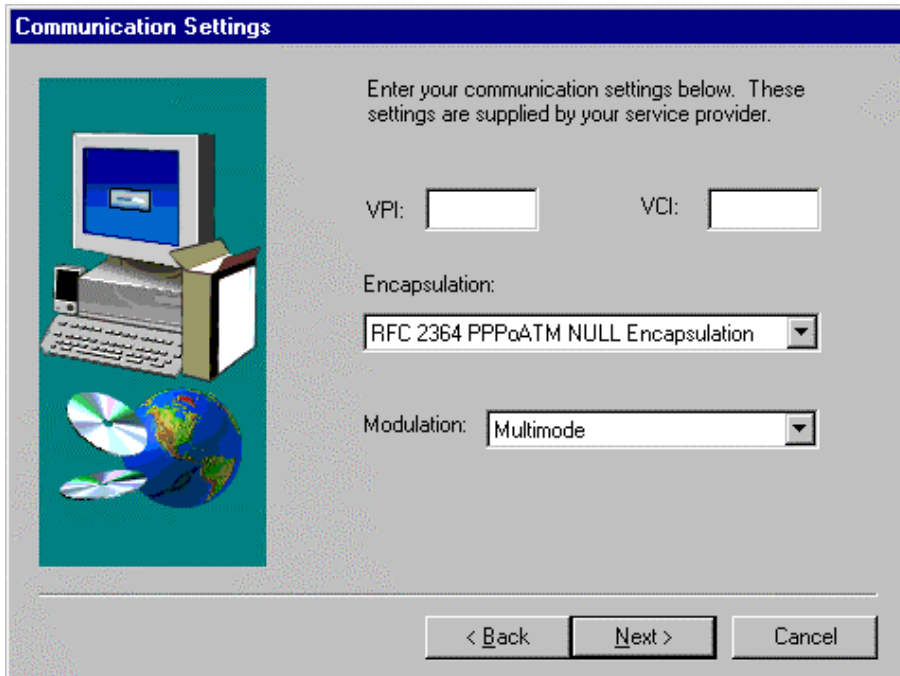 Communication Settings
Enter your communication settings below.  These
settings are supplied by your service provider.
VPI:
VCI:
Encapsulation:
RFC 2364 PPPoATM NULL Encapsulation
Modulation:
Multimode
< Back
Next >
Cancel